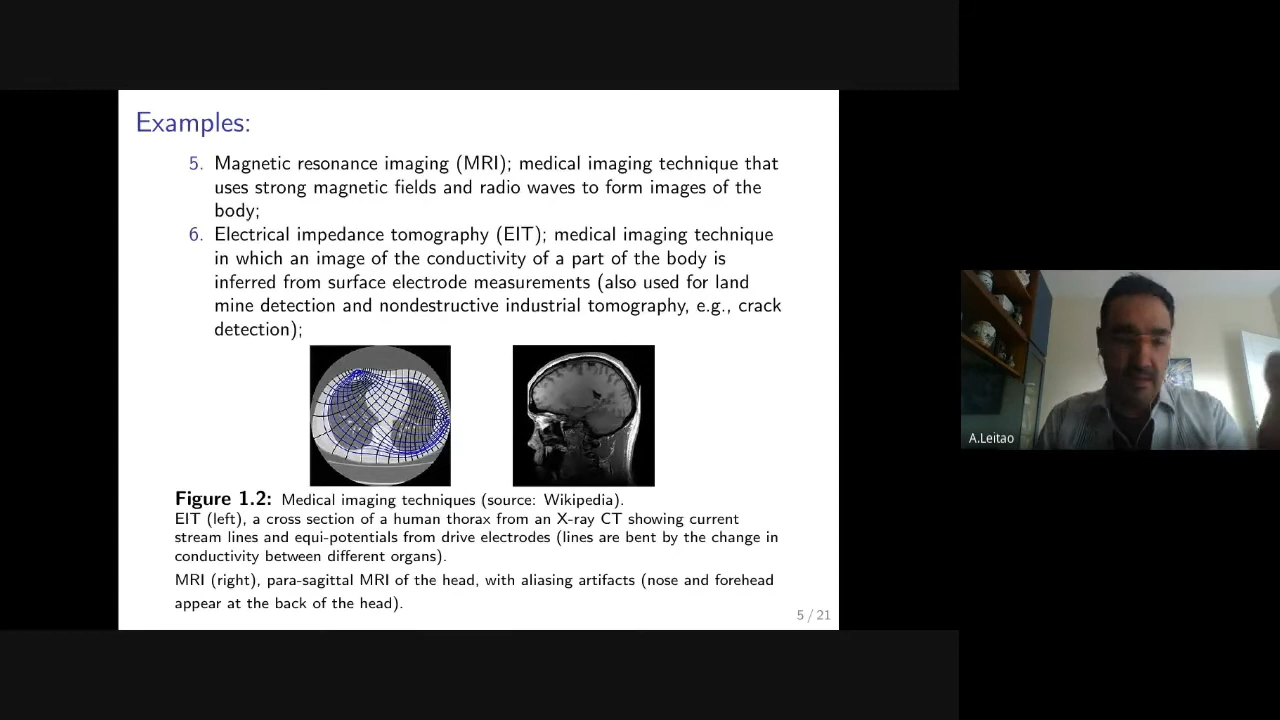 Examples:
5. Magnetic resonance imaging (MRI); medical imaging technique that
uses strong magnetic fields and radio waves to form images of the
body;
6. Electrical impedance tomography (EIT); medical imaging technique
in which an image of the conductivity of a part of the body is
inferred from surface electrode measurements (also used for land
mine detection and nondestructive industrial tomography, e.g., crack
detection);
Figure 1.2: Medical imaging techniques (source: Wikipedia).
EIT (left), a cross section of a human thorax from an X-ray CT showing current
stream lines and equi-potentials from drive electrodes (lines are bent by the change in
conductivity between different organs).
MRI (right), para-sagittal MRI of the head, with aliasing artifacts (nose and forehead
appear at the back of the head).
5 / 21
A.Leitao